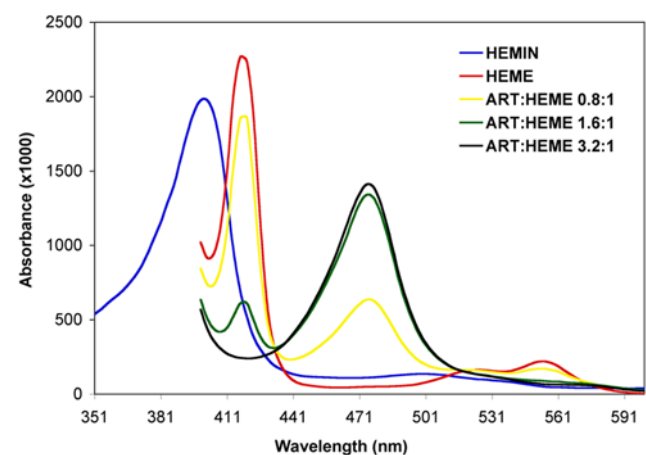 2500
2000
1500
1000
500
0
Absorbance (x1000)
HEMIN
HEME
ART:HEME 0.8:1
ART:HEME 1.6:1
ART:HEME 3.2:1
351 381 411 441 471 501 531 561 591
Wavelength (nm)